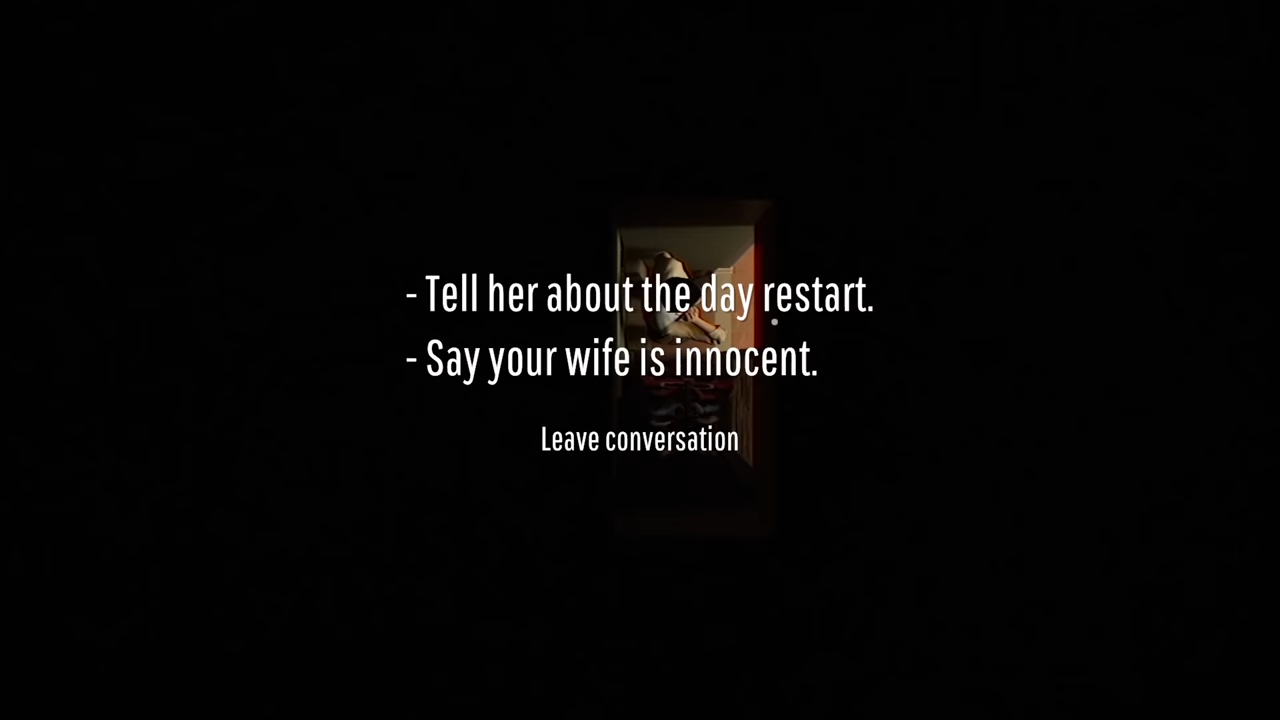 - Tell her about the day restart.
- Say your wife is innocent.
Leave conversation